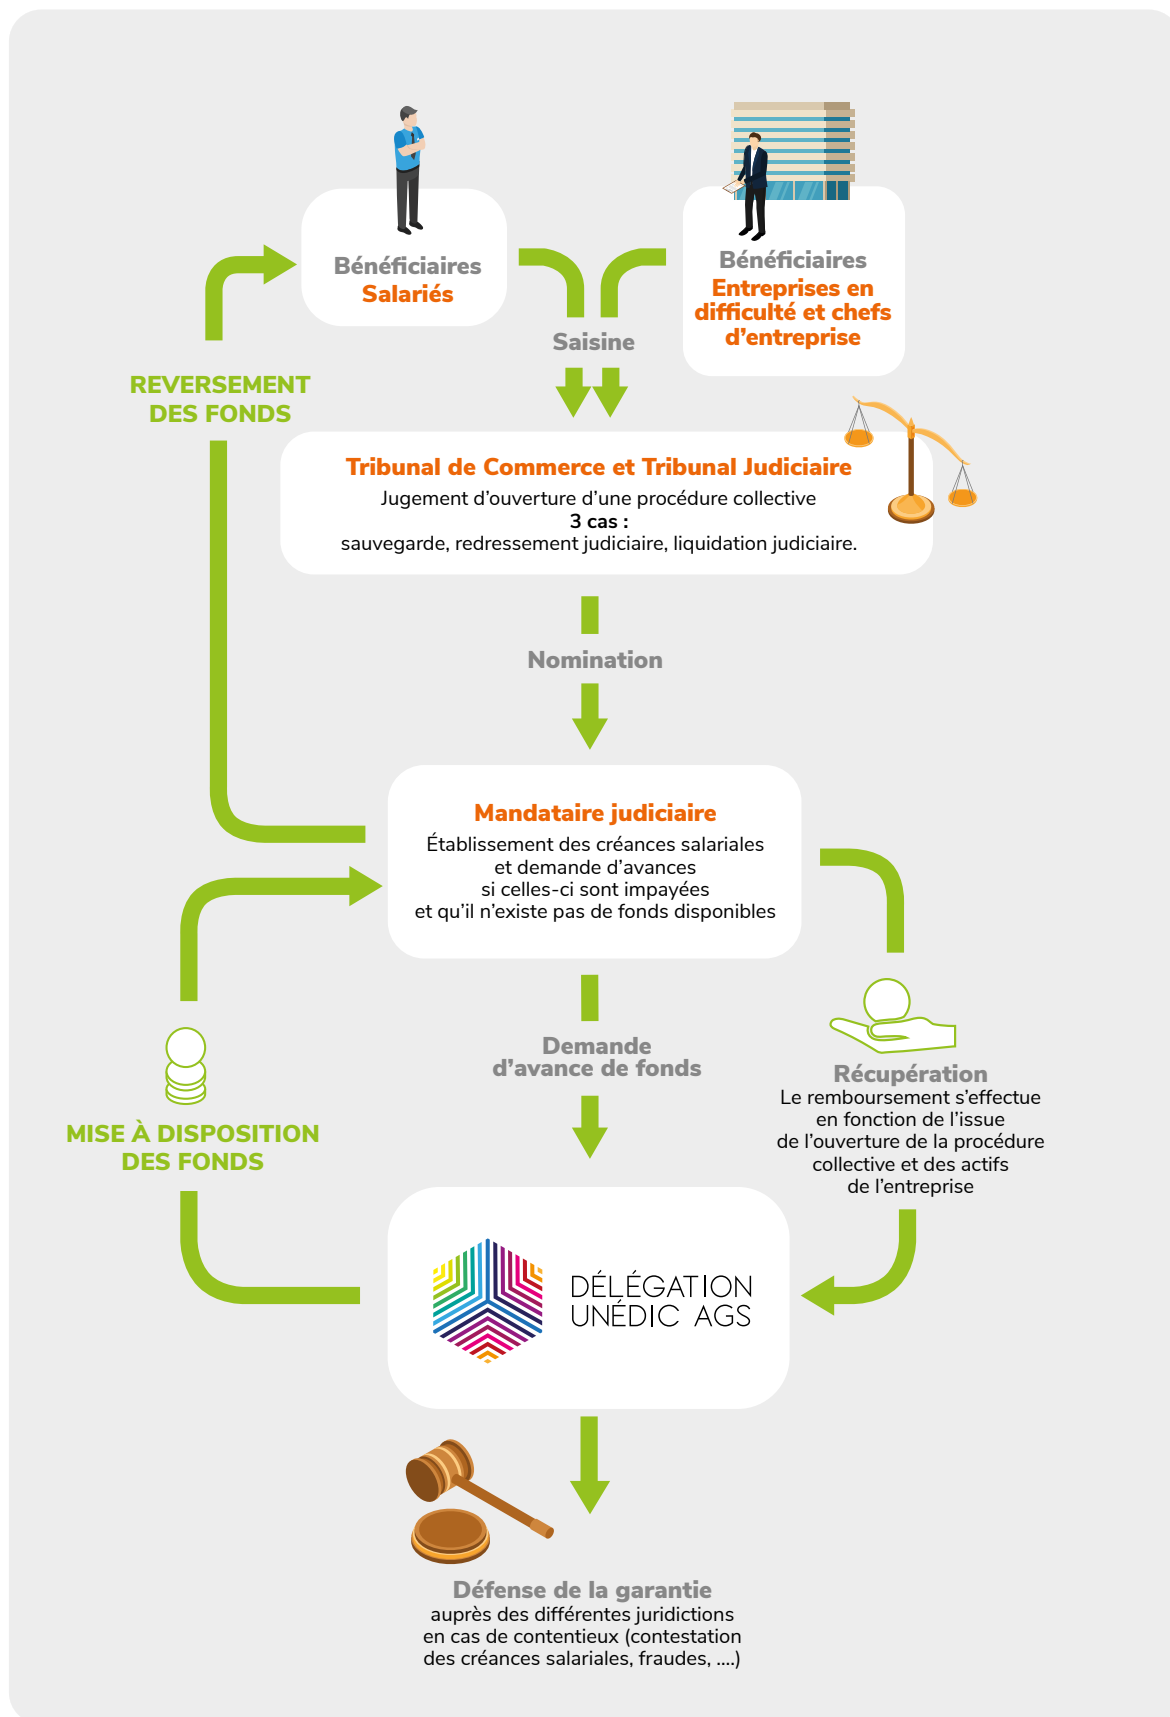 Bénéficiaires
Salariés
Bénéficiaires
Entreprises en
difficulté et chefs
d’entreprise
Saisine
REVERSEMENT
DES FONDS
Tribunal de Commerce et Tribunal Judiciaire
Jugement d’ouverture d’une procédure collective
3 cas :
sauvegarde, redressement judiciaire, liquidation judiciaire.
Nomination
Mandataire judiciaire
Établissement des créances salariales
et demande d’avances
si celles-ci sont impayées
et qu’il n’existe pas de fonds disponibles
Demande
d’avance de fonds
Récupération
Le remboursement s’effectue
en fonction de l’issue
de l’ouverture de la procédure
collective et des actifs
de l’entreprise
MISE À DISPOSITION
DES FONDS
DÉLÉGATION
UNÉDIC AGS
Défense de la garantie
auprès des différentes juridictions
en cas de contentieux (contestation
des créances salariales, fraudes, ....)